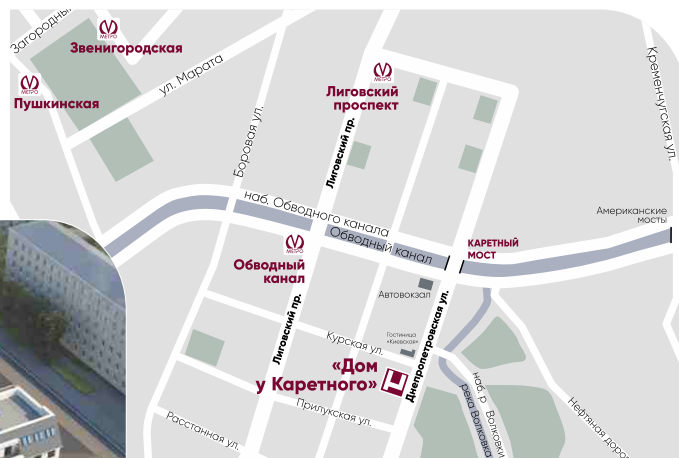 Загородный
МЕТРО
Звенигородская
МЕТРО
Пушкинская
ул. Марата
МЕТРО
Лиговский
проспект
Кременчугская ул.
Боровая ул.
Лиговский пр.
наб. Обводного канала
Обводный канал
Американские
мосты
КАРЕТНЫЙ
МОСТ
МЕТРО
Обводный
канал
Автовокзал
Лиговский пр.
Днепропетровская ул.
Гостиница
«Киевская»
Курская ул.
«Дом
у Каретного»
Прилукская ул.
Расстанная ул.
наб. р Волковки
река Волковка
Нефтяная доро